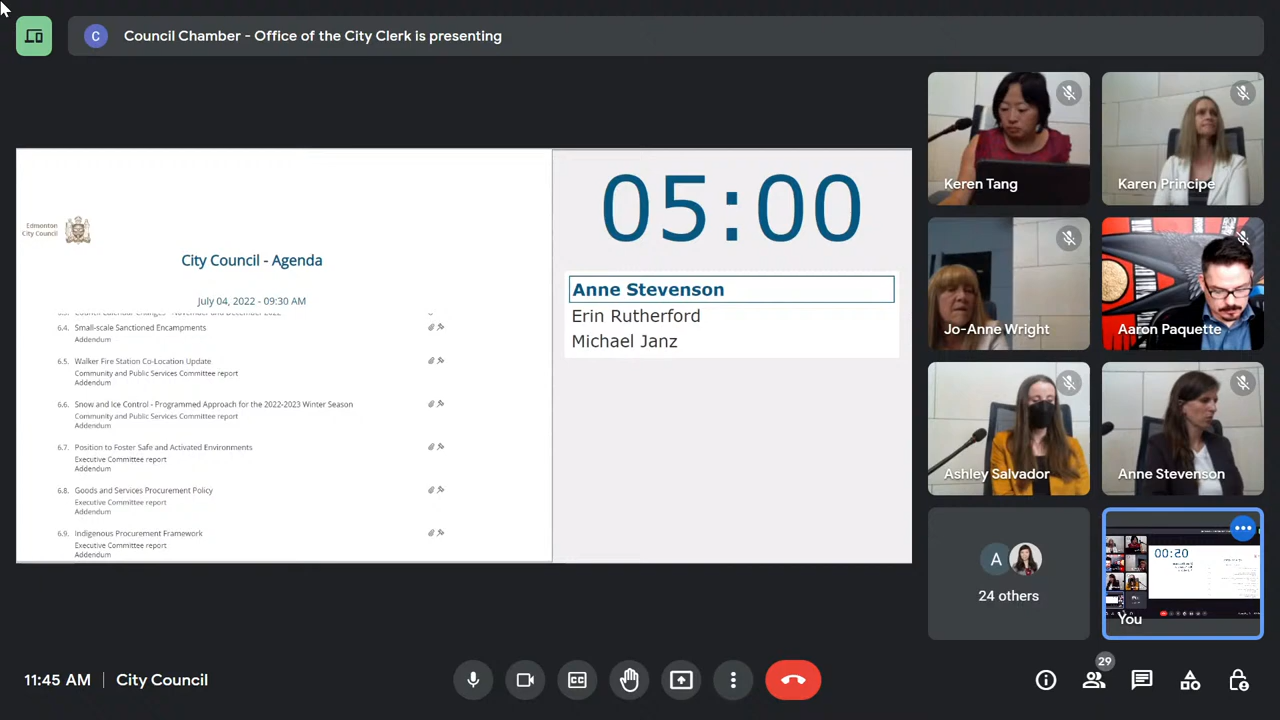 C
Council Chamber - Office of the City Clerk is presenting
Edmonton
City Council
City Council - Agenda
July 04, 2022 - 09:30 AM
6.4. Small-scale Sanctioned Encampments
Addendum
6.5. Walker Fire Station Co-Location Update
Community and Public Services Committee report
Addendum
6.6. Snow and Ice Control - Programmed Approach for the 2022-2023 Winter Season
Community and Public Services Committee report
Addendum
6.7. Position to Foster Safe and Activated Environments
Executive Committee report
Addendum
6.8. Goods and Services Procurement Policy
Executive Committee report
Addendum
6.9. Indigenous Procurement Framework
Executive Committee report
Addendum
05:00
Anne Stevenson
Erin Rutherford
Michael Janz
Keren Tang
Karen Principe
Jo-Anne Wright
Aaron Paquette
Ashley Salvador
Anne Stevenson
A
24 others
You
11:45 AM | City Council
29